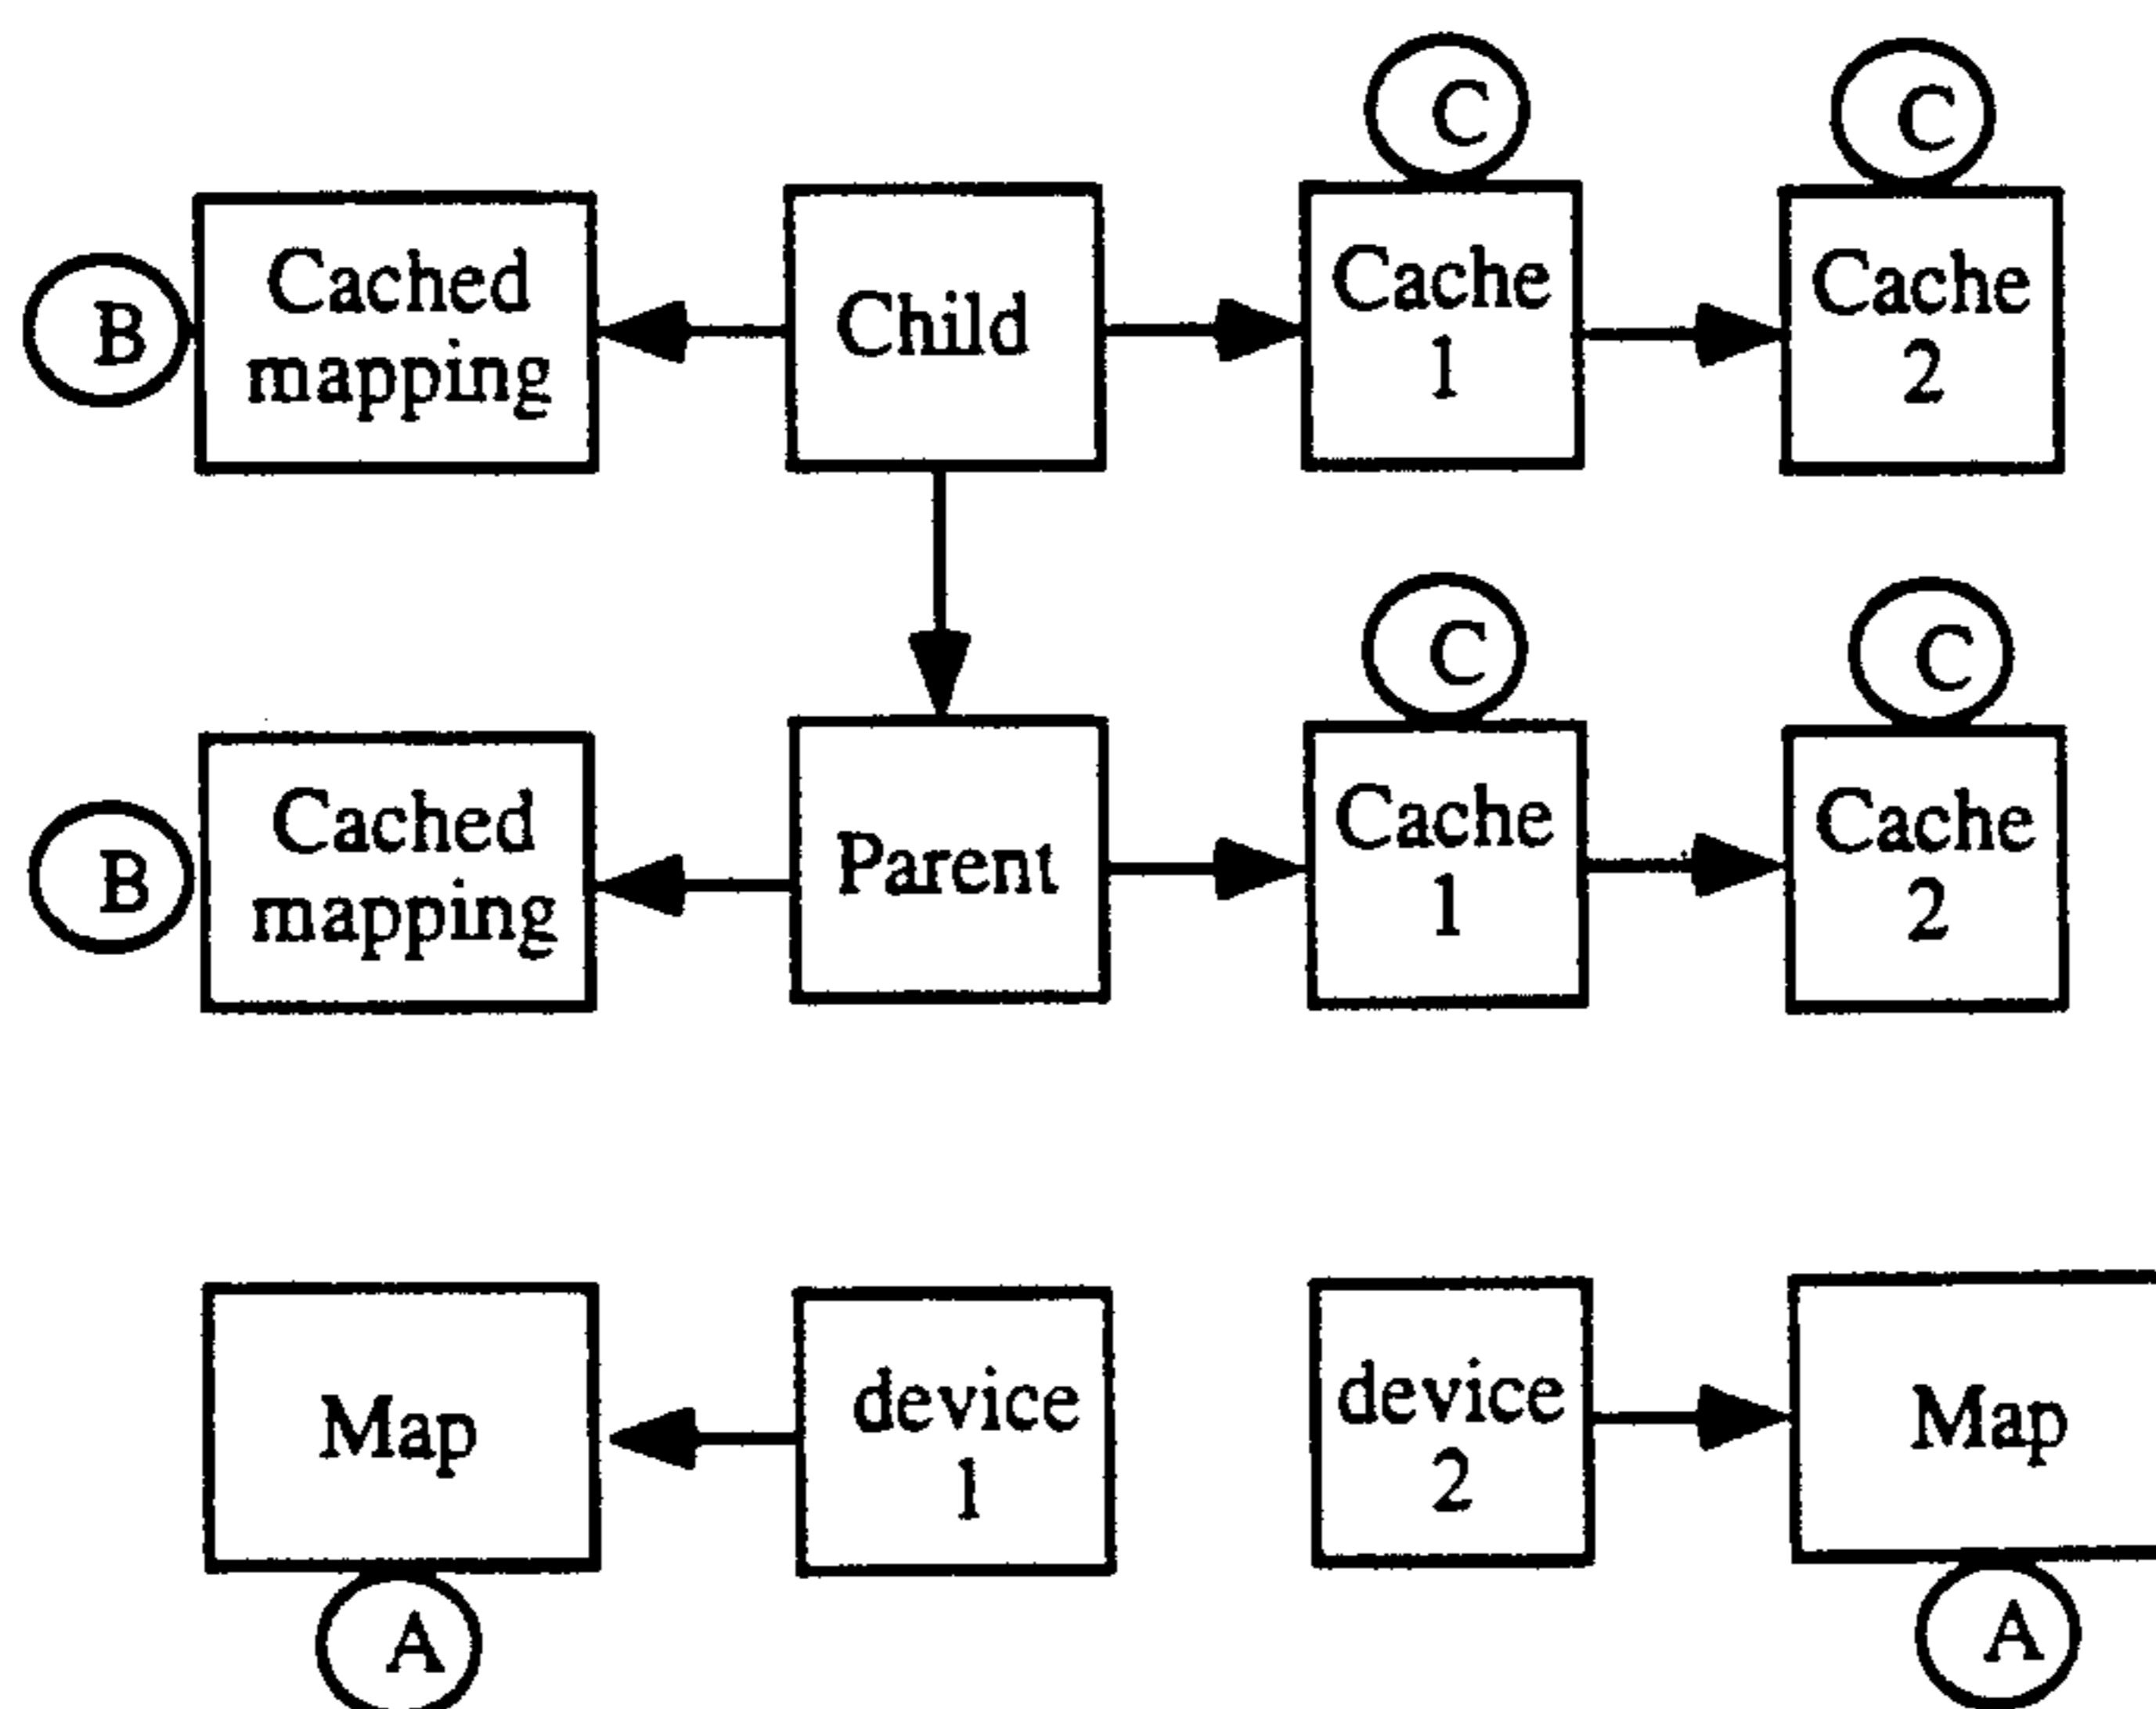 C
C
B
Cached
mapping
Child
Cache
1
Cache
2
C
C
B
Cached
mapping
Parent
Cache
1
Cache
2
Map
device
1
device
2
Map
A
A